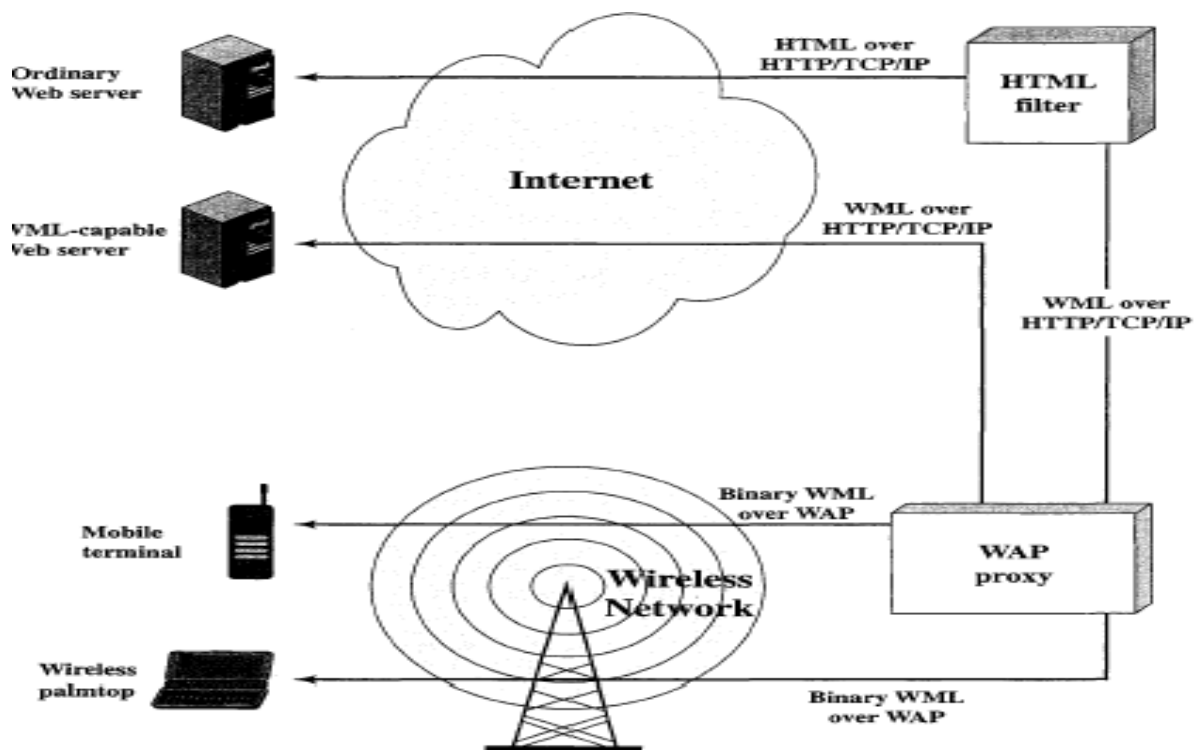 HTML over
HTTP/TCP/IP
Ordinary
Web server
HTML
filter
Internet
WML over
HTTP/TCP/IP
VML-capable
Web server
WML over
HTTP/TCP/IP
Binary WML
over WAP
Mobile
terminal
WAP
proxy
Wireless
Network
Wireless
palmtop
Binary WML
over WAP